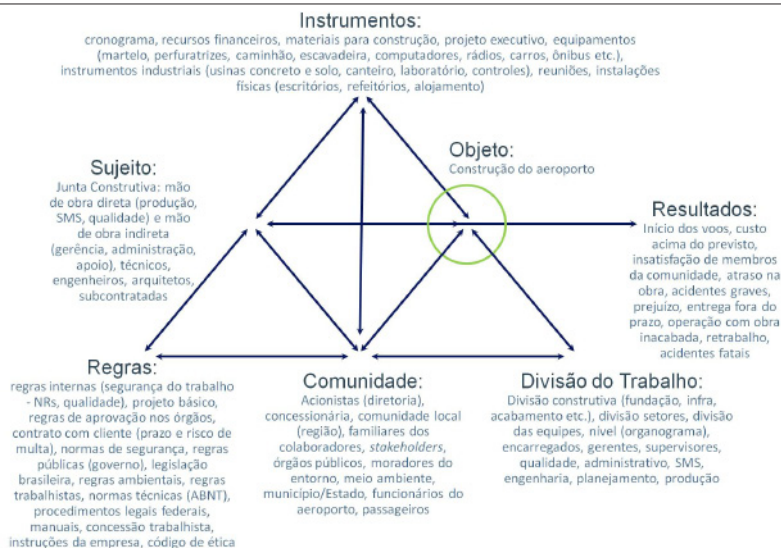 Instrumentos:
cronograma, recursos financeiros, materiais para construção, projeto executivo, equipamentos
(martelo, perfuratrizes, caminhão, escavadeira, computadores, rádios, carros, ônibus etc.),
instrumentos industriais (usinas concreto e solo, canteiro, laboratório, controles), reuniões, instalações
físicas (escritórios, refeitórios, alojamento)
Sujeito:
Junta Construtiva: mão
de obra direta (produção,
SMS, qualidade) e mão
de obra indireta
(gerência, administração,
apoio), técnicos,
engenheiros, arquitetos,
subcontratadas
Objeto:
Construção do aeroporto
Resultados:
Início dos voos, custo
acima do previsto,
insatisfação de membros
da comunidade, atraso na
obra, acidentes graves,
prejuízo, entrega fora do
prazo, operação com obra
inacabada, retrabalho,
acidentes fatais
Regras:
regras internas (segurança do trabalho
- NRs, qualidade), projeto básico,
regras de aprovação nos órgãos,
contrato com cliente (prazo e risco de
multa), normas de segurança, regras
públicas (governo), legislação
brasileira, regras ambientais, regras
trabalhistas, normas técnicas (ABNT),
procedimentos legais federais,
manuais, concessão trabalhista,
instruções da empresa, código de ética
Comunidade:
Acionistas (diretoria),
concessionária, comunidade local
(região), familiares dos
colaboradores, stakeholders,
órgãos públicos, moradores do
entorno, meio ambiente,
município/Estado, funcionários do
aeroporto, passageiros
Divisão do Trabalho:
Divisão construtiva (fundação, infra,
acabamento etc.), divisão setores, divisão
das equipes, nível (organograma),
encarregados, gerentes, supervisores,
qualidade, administrativo, SMS,
engenharia, planejamento, produção